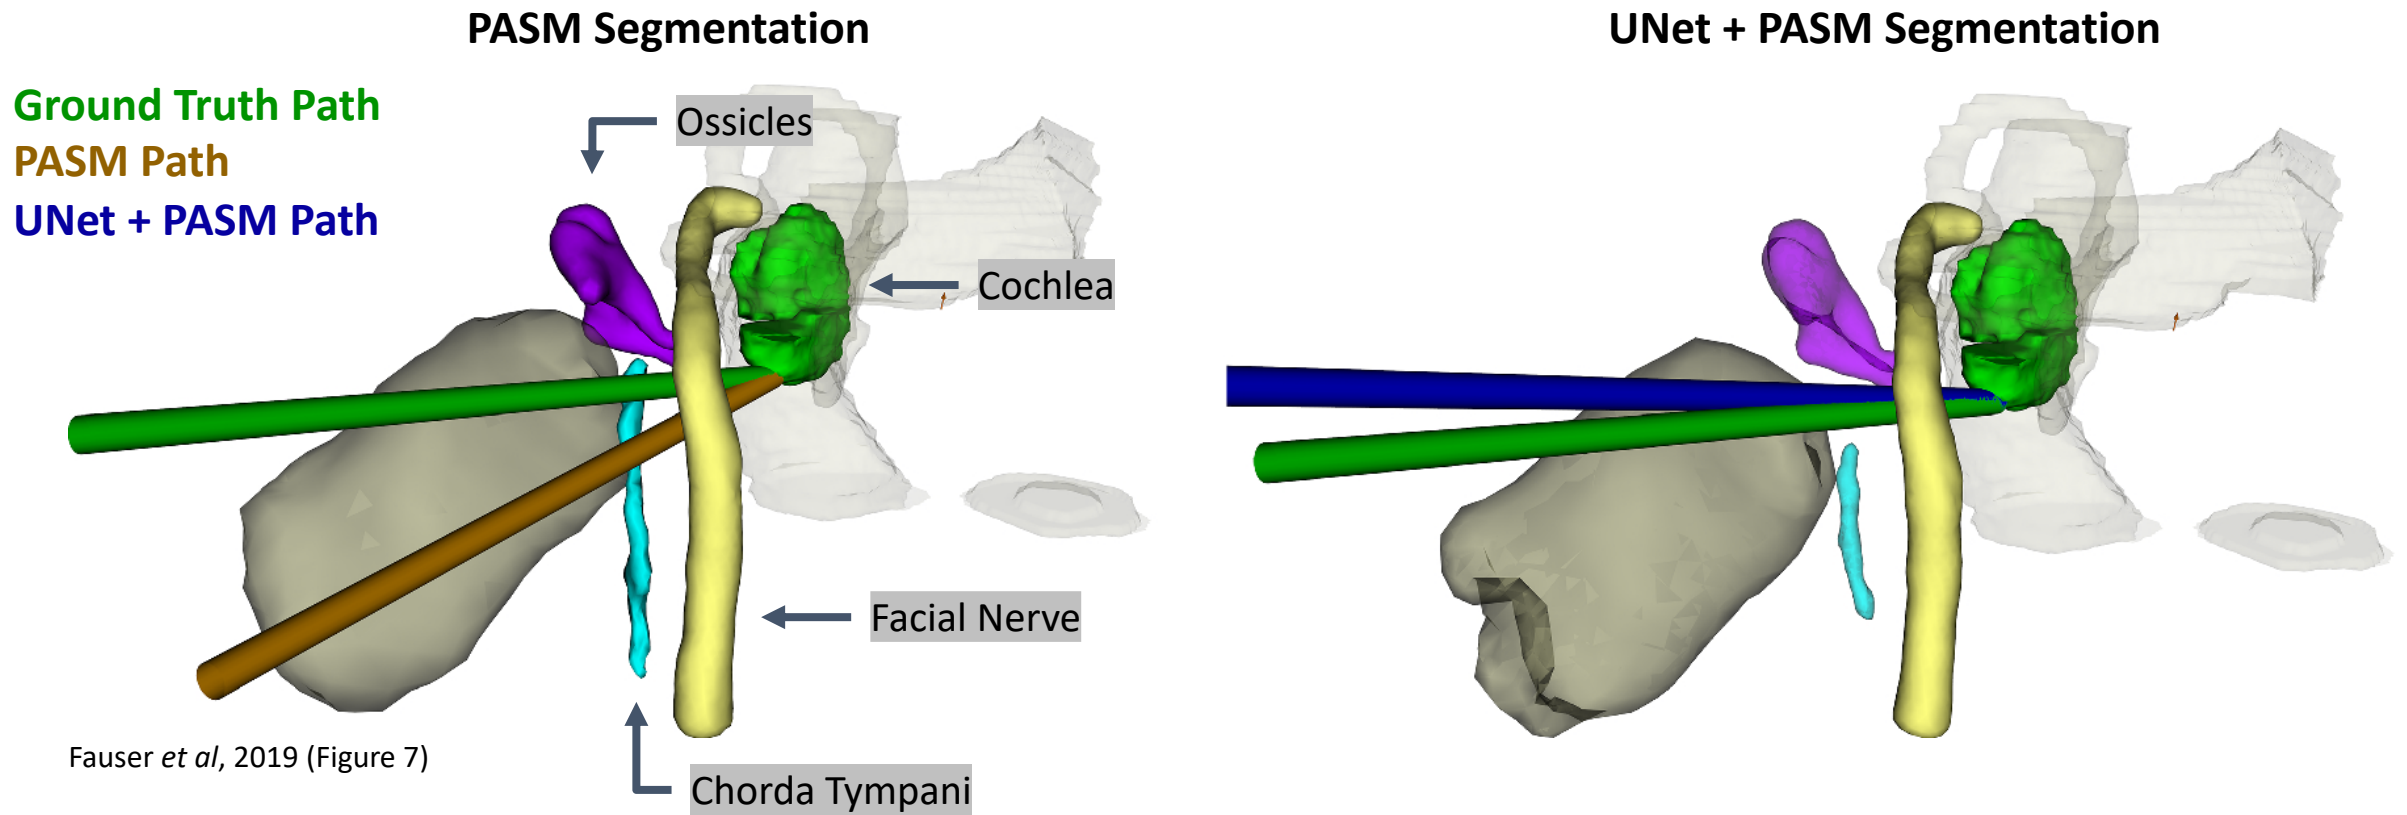 PASM Segmentation
UNet + PASM Segmentation
Ground Truth Path
PASM Path
UNet + PASM Path
Ossicles
Cochlea
Facial Nerve
Chorda Tympani
Fauser et al, 2019 (Figure 7)